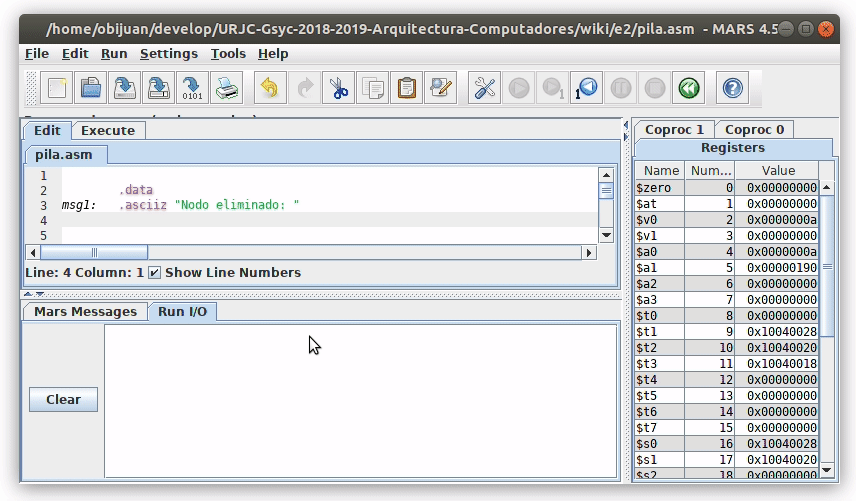 /home/obijuan/develop/URJC-Gsyc-2018-2019-Arquitectura-Computadores/wiki/e2/pila.asm - MARS 4.5
File Edit Run Settings Tools Help
Edit Execute
pila.asm
1
2 .data
3 msg1: .asciiz "Nodo eliminado: "
4
5
Line: 4 Column: 1 Show Line Numbers
Mars Messages Run I/O
Clear
Coproc 1 Coproc 0
Registers
Name Num... Value
$zero 0 0x00000000
$at 1 0x00000000
$v0 2 0x0000000a
$v1 3 0x00000000
$a0 4 0x0000000a
$a1 5 0x00000190
$a2 6 0x00000000
$a3 7 0x00000000
$t0 8 0x00000000
$t1 9 0x10040028
$t2 10 0x10040020
$t3 11 0x10040018
$t4 12 0x00000000
$t5 13 0x00000000
$t6 14 0x00000000
$t7 15 0x00000000
$s0 16 0x10040028
$s1 17 0x10040020
$s2 18 0x00000000